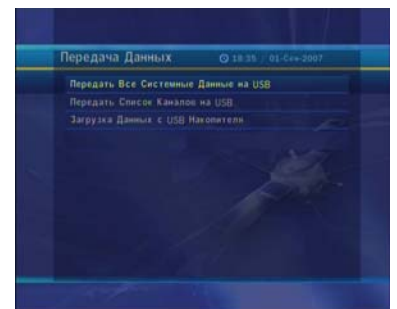 Передача Данных 18:35 / 01-Сен-2007
Передать Все Системные Данные на USB
Передать Список Каналов на USB
Загрузка Данных с USB Накопителя